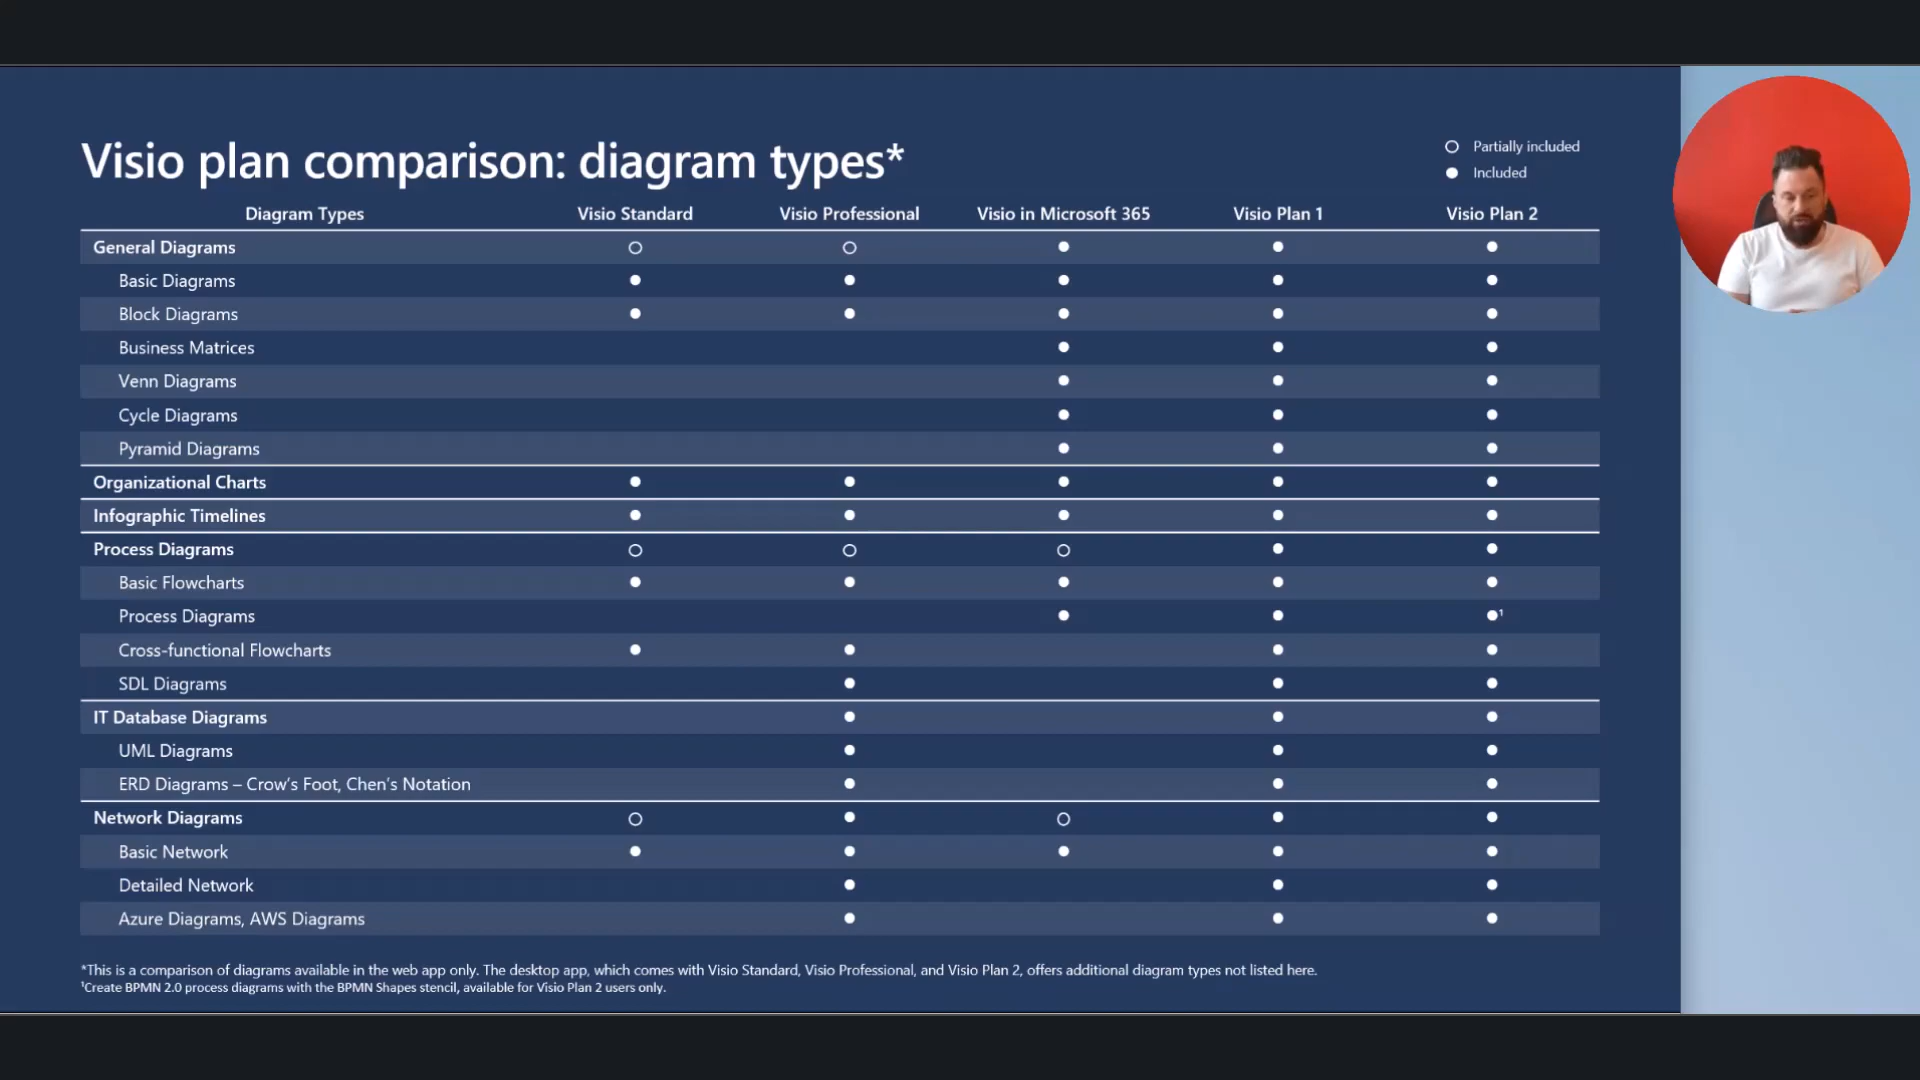 Visio plan comparison: diagram types*
Partially included
Included
Diagram Types Visio Standard Visio Professional Visio in Microsoft 365 Visio Plan 1 Visio Plan 2
General Diagrams
Basic Diagrams
Block Diagrams
Business Matrices
Venn Diagrams
Cycle Diagrams
Pyramid Diagrams
Organizational Charts
Infographic Timelines
Process Diagrams
Basic Flowcharts
Process Diagrams ¹
Cross-functional Flowcharts
SDL Diagrams
IT Database Diagrams
UML Diagrams
ERD Diagrams – Crow’s Foot, Chen’s Notation
Network Diagrams
Basic Network
Detailed Network
Azure Diagrams, AWS Diagrams
*This is a comparison of diagrams available in the web app only. The desktop app, which comes with Visio Standard, Visio Professional, and Visio Plan 2, offers additional diagram types not listed here.
¹Create BPMN 2.0 process diagrams with the BPMN Shapes stencil, available for Visio Plan 2 users only.